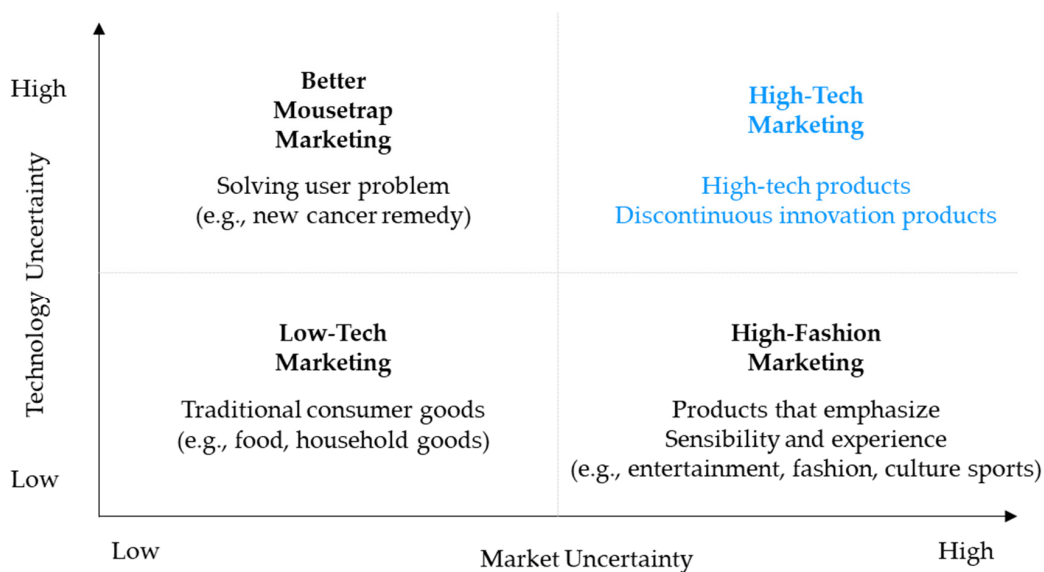 High
Better
Mousetrap
Marketing
Solving user problem
(e.g., new cancer remedy)
High-Tech
Marketing
High-tech products
Discontinuous innovation products
Technology Uncertainty
Low-Tech
Marketing
Traditional consumer goods
(e.g., food, household goods)
High-Fashion
Marketing
Products that emphasize
Sensibility and experience
(e.g., entertainment, fashion, culture sports)
Low
Low
Market Uncertainty
High